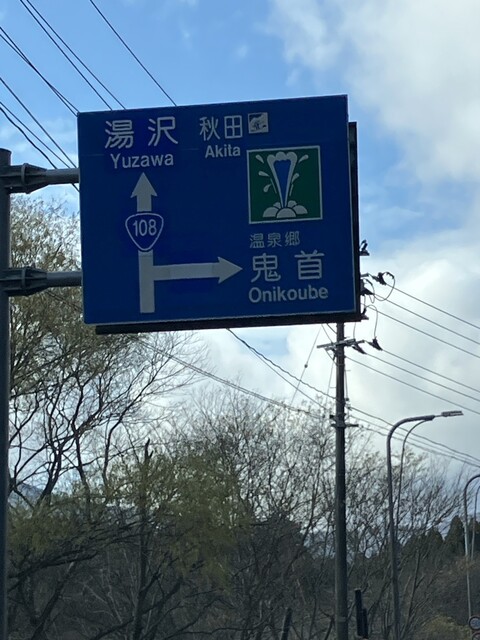 湯沢 秋田
Yuzawa Akita
108
温泉郷
鬼首
Onikoube